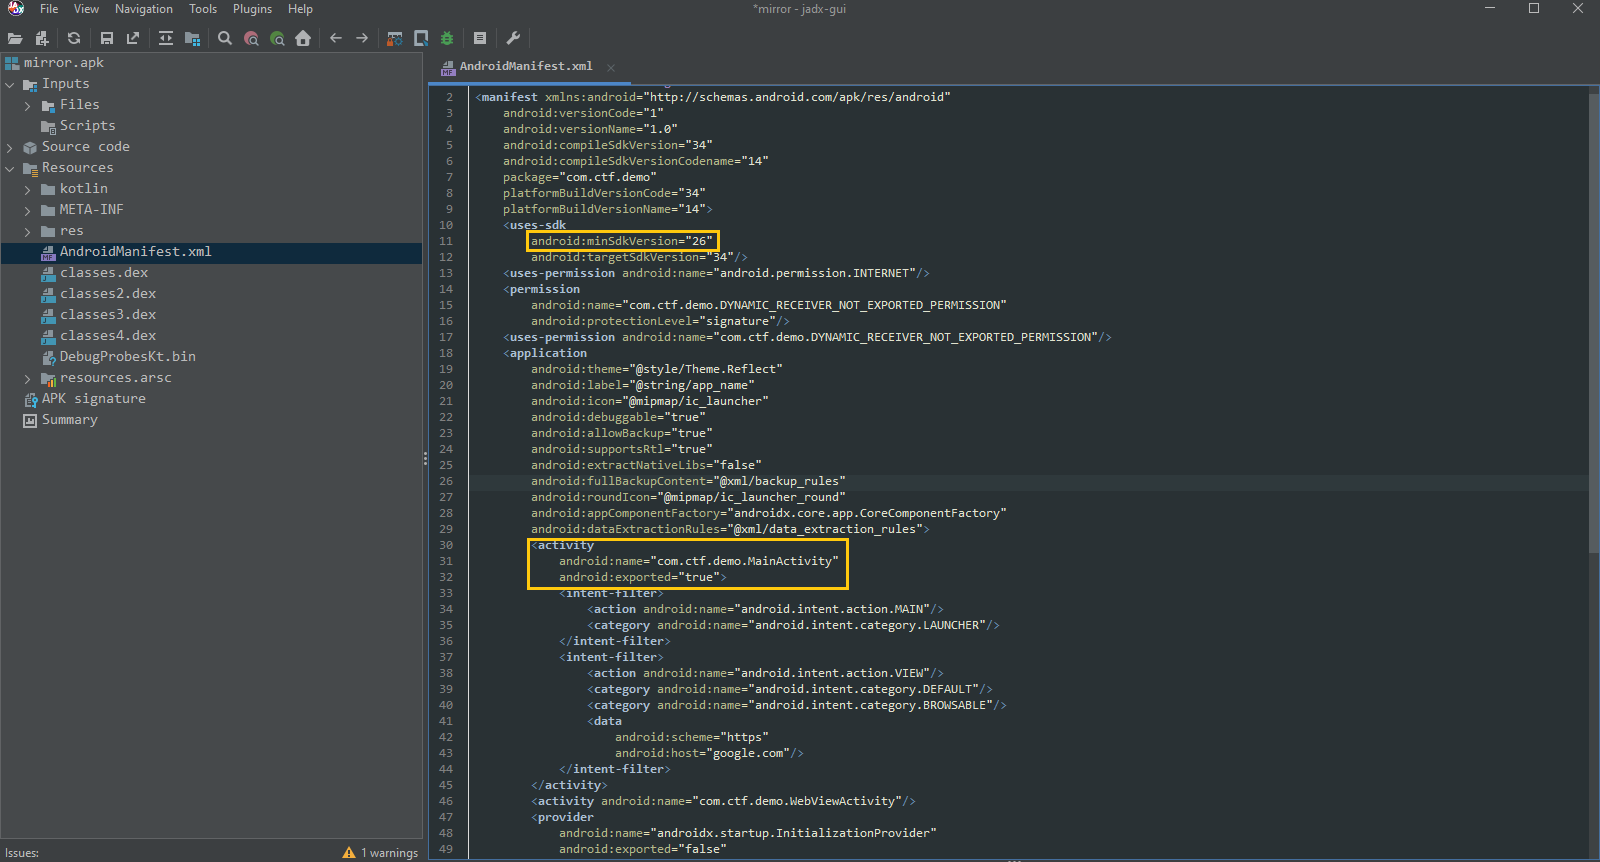 File View Navigation Tools Plugins Help
*mirror - jadx-gui
mirror.apk
Inputs
Files
Scripts
Source code
Resources
kotlin
META-INF
res
AndroidManifest.xml
classes.dex
classes2.dex
classes3.dex
classes4.dex
DebugProbesKt.bin
resources.arsc
APK signature
Summary
Issues:
1 warnings
AndroidManifest.xml
2 <manifest xmlns:android="http://schemas.android.com/apk/res/android"
3 android:versionCode="1"
4 android:versionName="1.0"
5 android:compileSdkVersion="34"
6 android:compileSdkVersionCodename="14"
7 package="com.ctf.demo"
8 platformBuildVersionCode="34"
9 platformBuildVersionName="14">
10 <uses-sdk
11 android:minSdkVersion="26"
12 android:targetSdkVersion="34"/>
13 <uses-permission android:name="android.permission.INTERNET"/>
14 <permission
15 android:name="com.ctf.demo.DYNAMIC_RECEIVER_NOT_EXPORTED_PERMISSION"
16 android:protectionLevel="signature"/>
17 <uses-permission android:name="com.ctf.demo.DYNAMIC_RECEIVER_NOT_EXPORTED_PERMISSION"/>
18 <application
19 android:theme="@style/Theme.Reflect"
20 android:label="@string/app_name"
21 android:icon="@mipmap/ic_launcher"
22 android:debuggable="true"
23 android:allowBackup="true"
24 android:supportsRtl="true"
25 android:extractNativeLibs="false"
26 android:fullBackupContent="@xml/backup_rules"
27 android:roundIcon="@mipmap/ic_launcher_round"
28 android:appComponentFactory="androidx.core.app.CoreComponentFactory"
29 android:dataExtractionRules="@xml/data_extraction_rules">
30 <activity
31 android:name="com.ctf.demo.MainActivity"
32 android:exported="true">
33 <intent-filter>
34 <action android:name="android.intent.action.MAIN"/>
35 <category android:name="android.intent.category.LAUNCHER"/>
36 </intent-filter>
37 <intent-filter>
38 <action android:name="android.intent.action.VIEW"/>
39 <category android:name="android.intent.category.DEFAULT"/>
40 <category android:name="android.intent.category.BROWSABLE"/>
41 <data
42 android:scheme="https"
43 android:host="google.com"/>
44 </intent-filter>
45 </activity>
46 <activity android:name="com.ctf.demo.WebViewActivity"/>
47 <provider
48 android:name="androidx.startup.InitializationProvider"
49 android:exported="false"